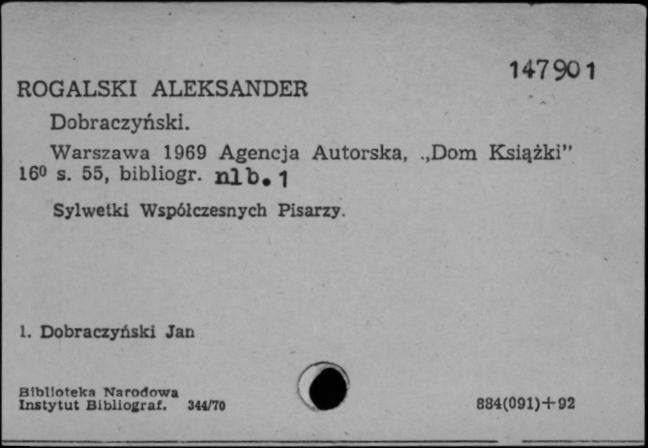 147901
ROGALSKI ALEKSANDER
Dobraczyński.
Warszawa 1969 Agencja Autorska, „Dom Książki”
16⁰ s. 55, bibliogr. nlb. 1
Sylwetki Współczesnych Pisarzy.
1. Dobraczyński Jan
Biblioteka Narodowa
Instytut Bibliograf. 344/70
884(091)+92